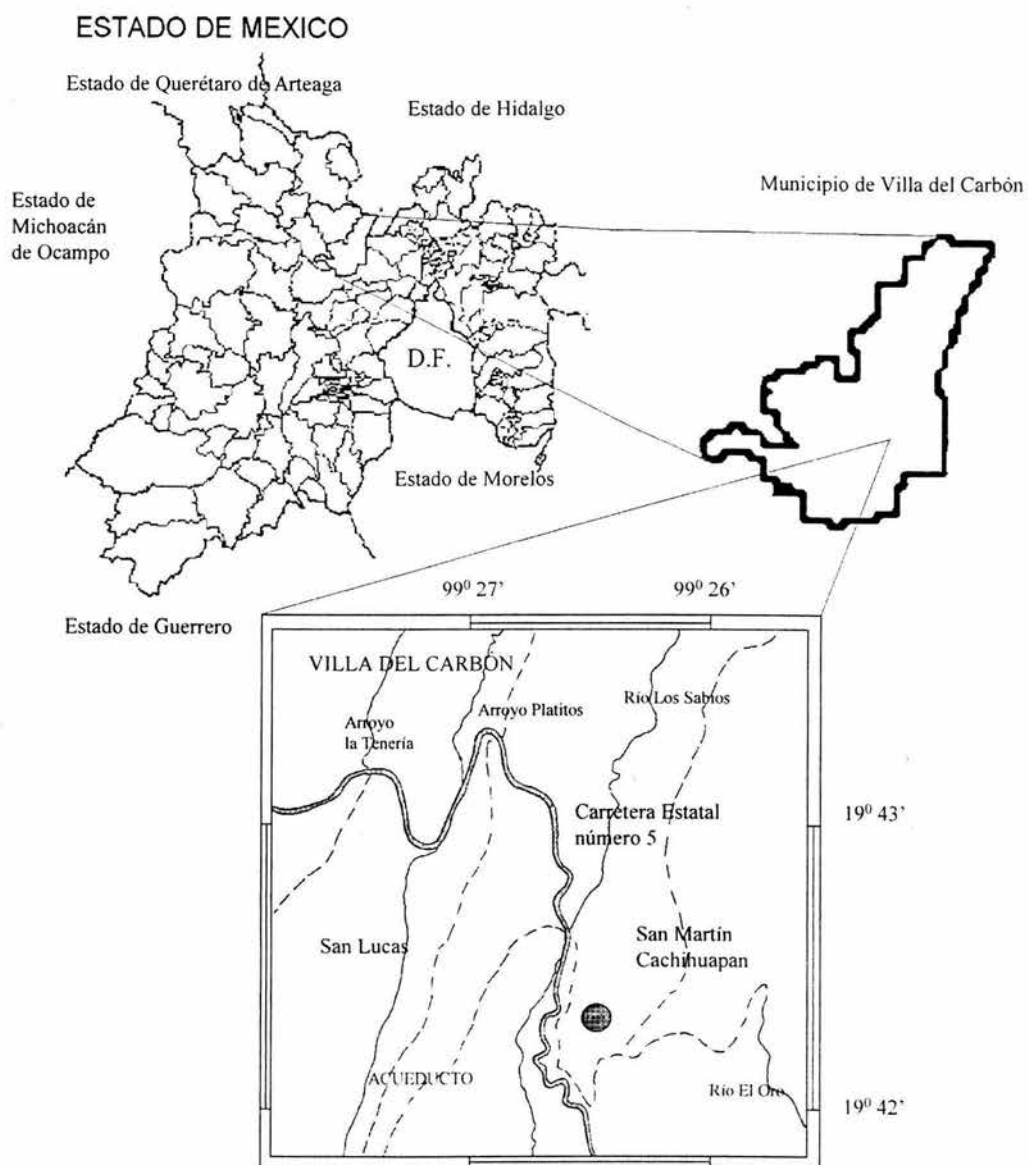 ESTADO DE MEXICO
Estado de Querétaro de Arteaga
Estado de Hidalgo
Municipio de Villa del Carbón
Estado de
Michoacán
de Ocampo
D.F.
Estado de Morelos
Estado de Guerrero
99⁰ 27’
99⁰ 26’
VILLA DEL CARBÓN
Arroyo Platitos
Río Los Sabios
Arroyo
la Tenería
Carretera Estatal
número 5
19⁰ 43’
San Lucas
San Martín
Cachihuapan
ACUEDUCTO
Río El Oro
19⁰ 42’